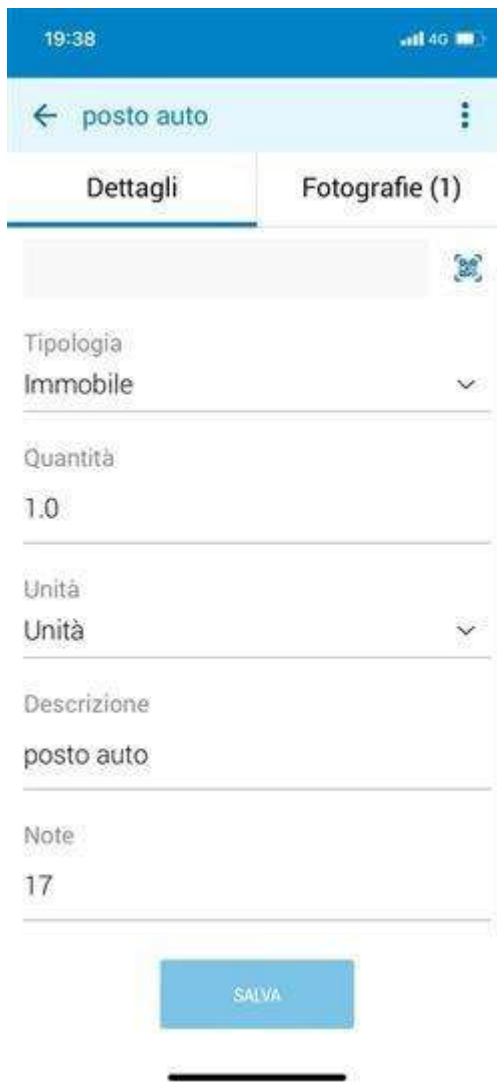 19:38
4G
posto auto
Dettagli
Fotografie (1)
Tipologia
Immobile
Quantità
1.0
Unità
Unità
Descrizione
posto auto
Note
17
SALVA